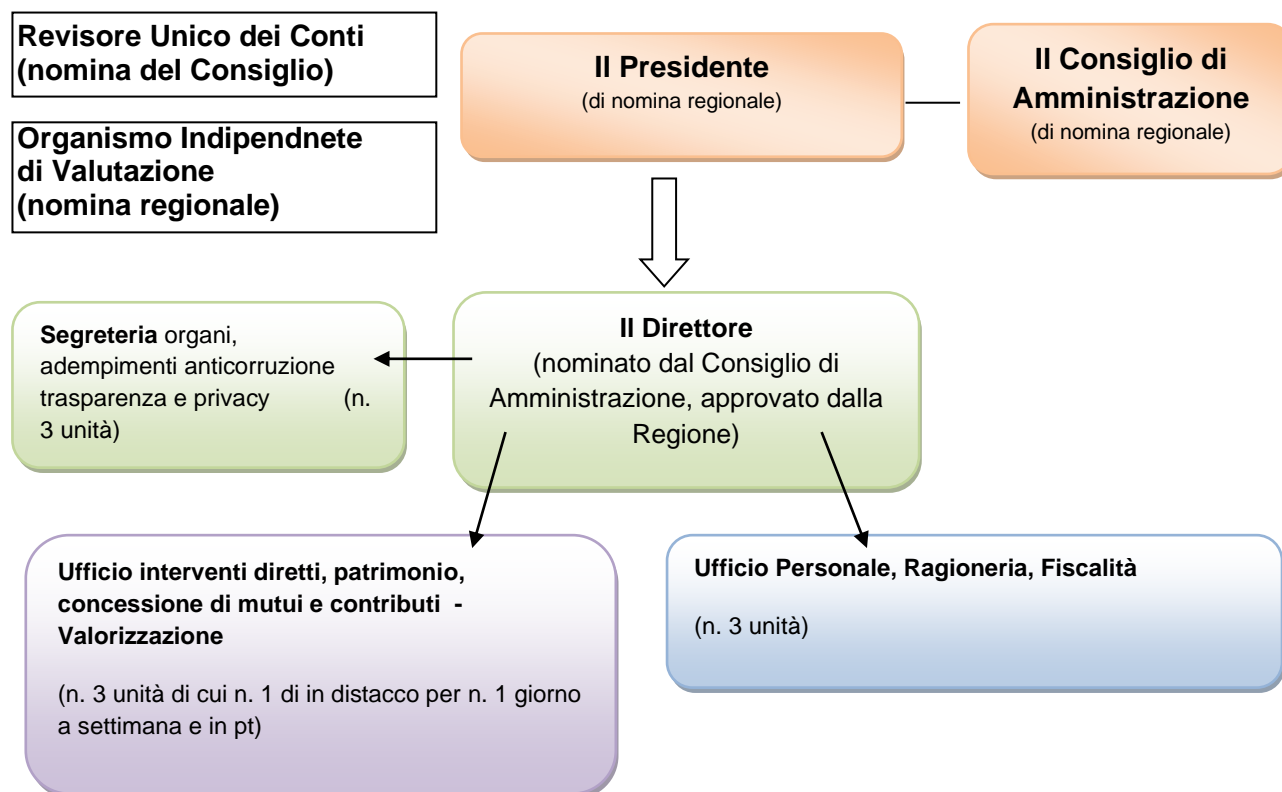 Revisore Unico dei Conti
(nomina del Consiglio)
Organismo Indipendnete
di Valutazione
(nomina regionale)
Il Presidente
(di nomina regionale)
Il Consiglio di
Amministrazione
(di nomina regionale)
Segreteria organi,
adempimenti anticorruzione
trasparenza e privacy (n.
3 unità)
Il Direttore
(nominato dal Consiglio di
Amministrazione, approvato dalla
Regione)
Ufficio interventi diretti, patrimonio,
concessione di mutui e contributi -
Valorizzazione
(n. 3 unità di cui n. 1 di in distacco per n. 1 giorno
a settimana e in pt)
Ufficio Personale, Ragioneria, Fiscalità
(n. 3 unità)